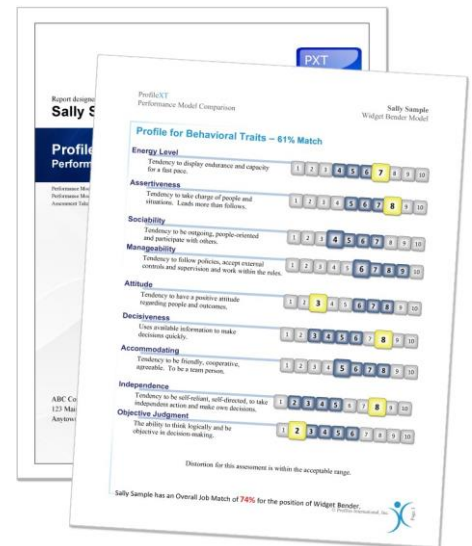 PXT
Report designe
Sally S
Profile
Perform
Performance Mo
Performance Mo
Assessment Take
ABC Co
123 Mai
Anytow
ProfileXT
Performance Model Comparison
Sally Sample
Widget Bender Model
Profile for Behavioral Traits – 61% Match
Energy Level
Tendency to display endurance and capacity
for a fast pace.
1 2 3 4 5 6 7 8 9 10
Assertiveness
Tendency to take charge of people and
situations. Leads more than follows.
1 2 3 4 5 6 7 8 9 10
Sociability
Tendency to be outgoing, people-oriented
and participate with others.
1 2 3 4 5 6 7 8 9 10
Manageability
Tendency to follow policies, accept external
controls and supervision and work within the rules.
1 2 3 4 5 6 7 8 9 10
Attitude
Tendency to have a positive attitude
regarding people and outcomes.
1 2 3 4 5 6 7 8 9 10
Decisiveness
Uses available information to make
decisions quickly.
1 2 3 4 5 6 7 8 9 10
Accommodating
Tendency to be friendly, cooperative,
agreeable. To be a team person.
1 2 3 4 5 6 7 8 9 10
Independence
Tendency to be self-reliant, self-directed, to take
independent action and make own decisions.
1 2 3 4 5 6 7 8 9 10
Objective Judgment
The ability to think logically and be
objective in decision-making.
1 2 3 4 5 6 7 8 9 10
Distortion for this assessment is within the acceptable range.
Sally Sample has an Overall Job Match of 74% for the position of Widget Bender.
© Profiles International, Inc.